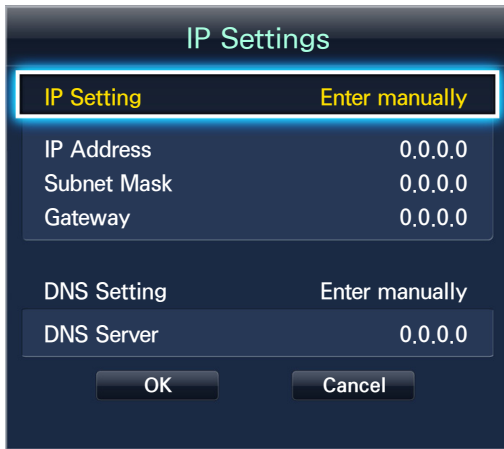 IP Settings
IP Setting Enter manually
IP Address 0.0.0.0
Subnet Mask 0.0.0.0
Gateway 0.0.0.0
DNS Setting Enter manually
DNS Server 0.0.0.0
OK Cancel